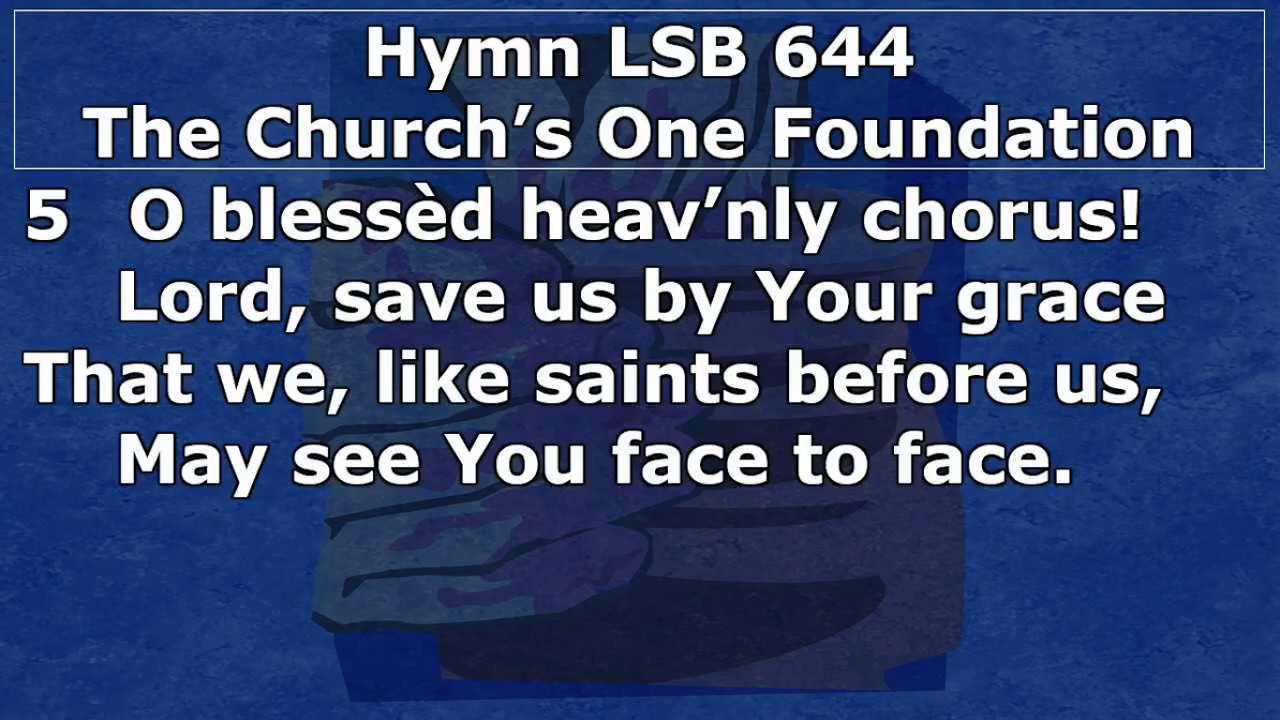 Hymn LSB 644
The Church’s One Foundation
5 O blessèd heav’nly chorus!
Lord, save us by Your grace
That we, like saints before us,
May see You face to face.